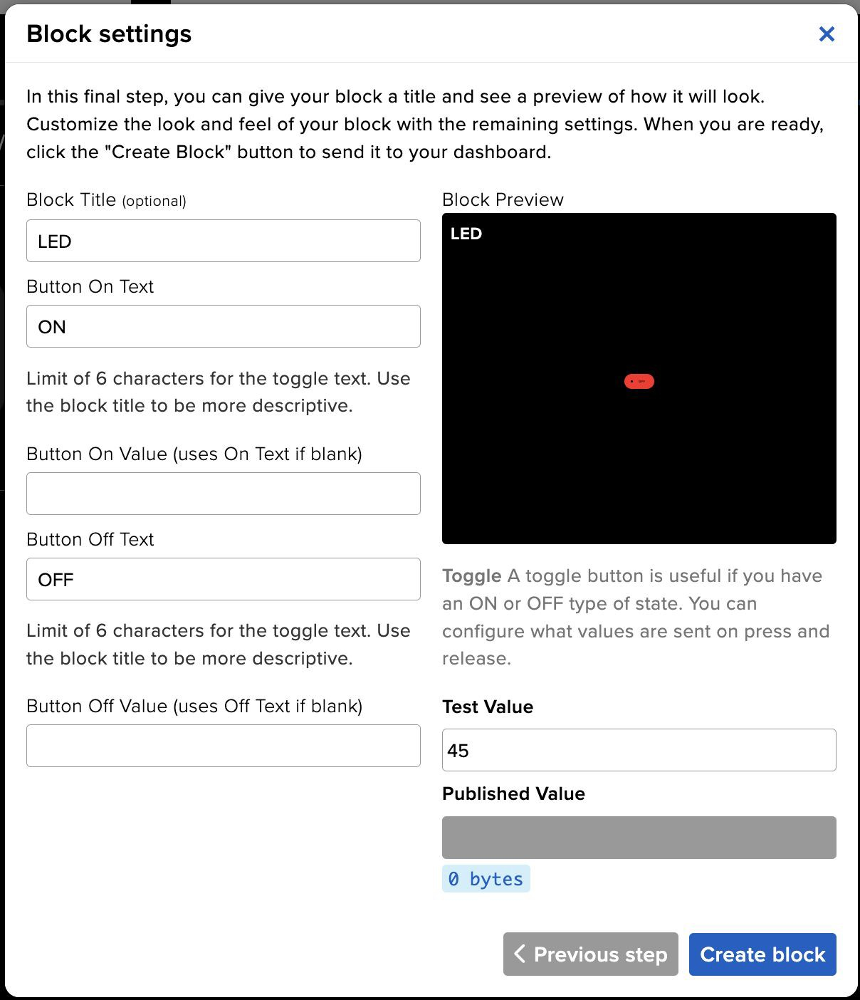 Block settings
In this final step, you can give your block a title and see a preview of how it will look.
Customize the look and feel of your block with the remaining settings. When you are ready,
click the "Create Block" button to send it to your dashboard.
Block Title (optional)
LED
Button On Text
ON
Limit of 6 characters for the toggle text. Use
the block title to be more descriptive.
Button On Value (uses On Text if blank)
Button Off Text
OFF
Limit of 6 characters for the toggle text. Use
the block title to be more descriptive.
Button Off Value (uses Off Text if blank)
Block Preview
LED
OFF
Toggle A toggle button is useful if you have
an ON or OFF type of state. You can
configure what values are sent on press and
release.
Test Value
45
Published Value
0 bytes
Previous step
Create block